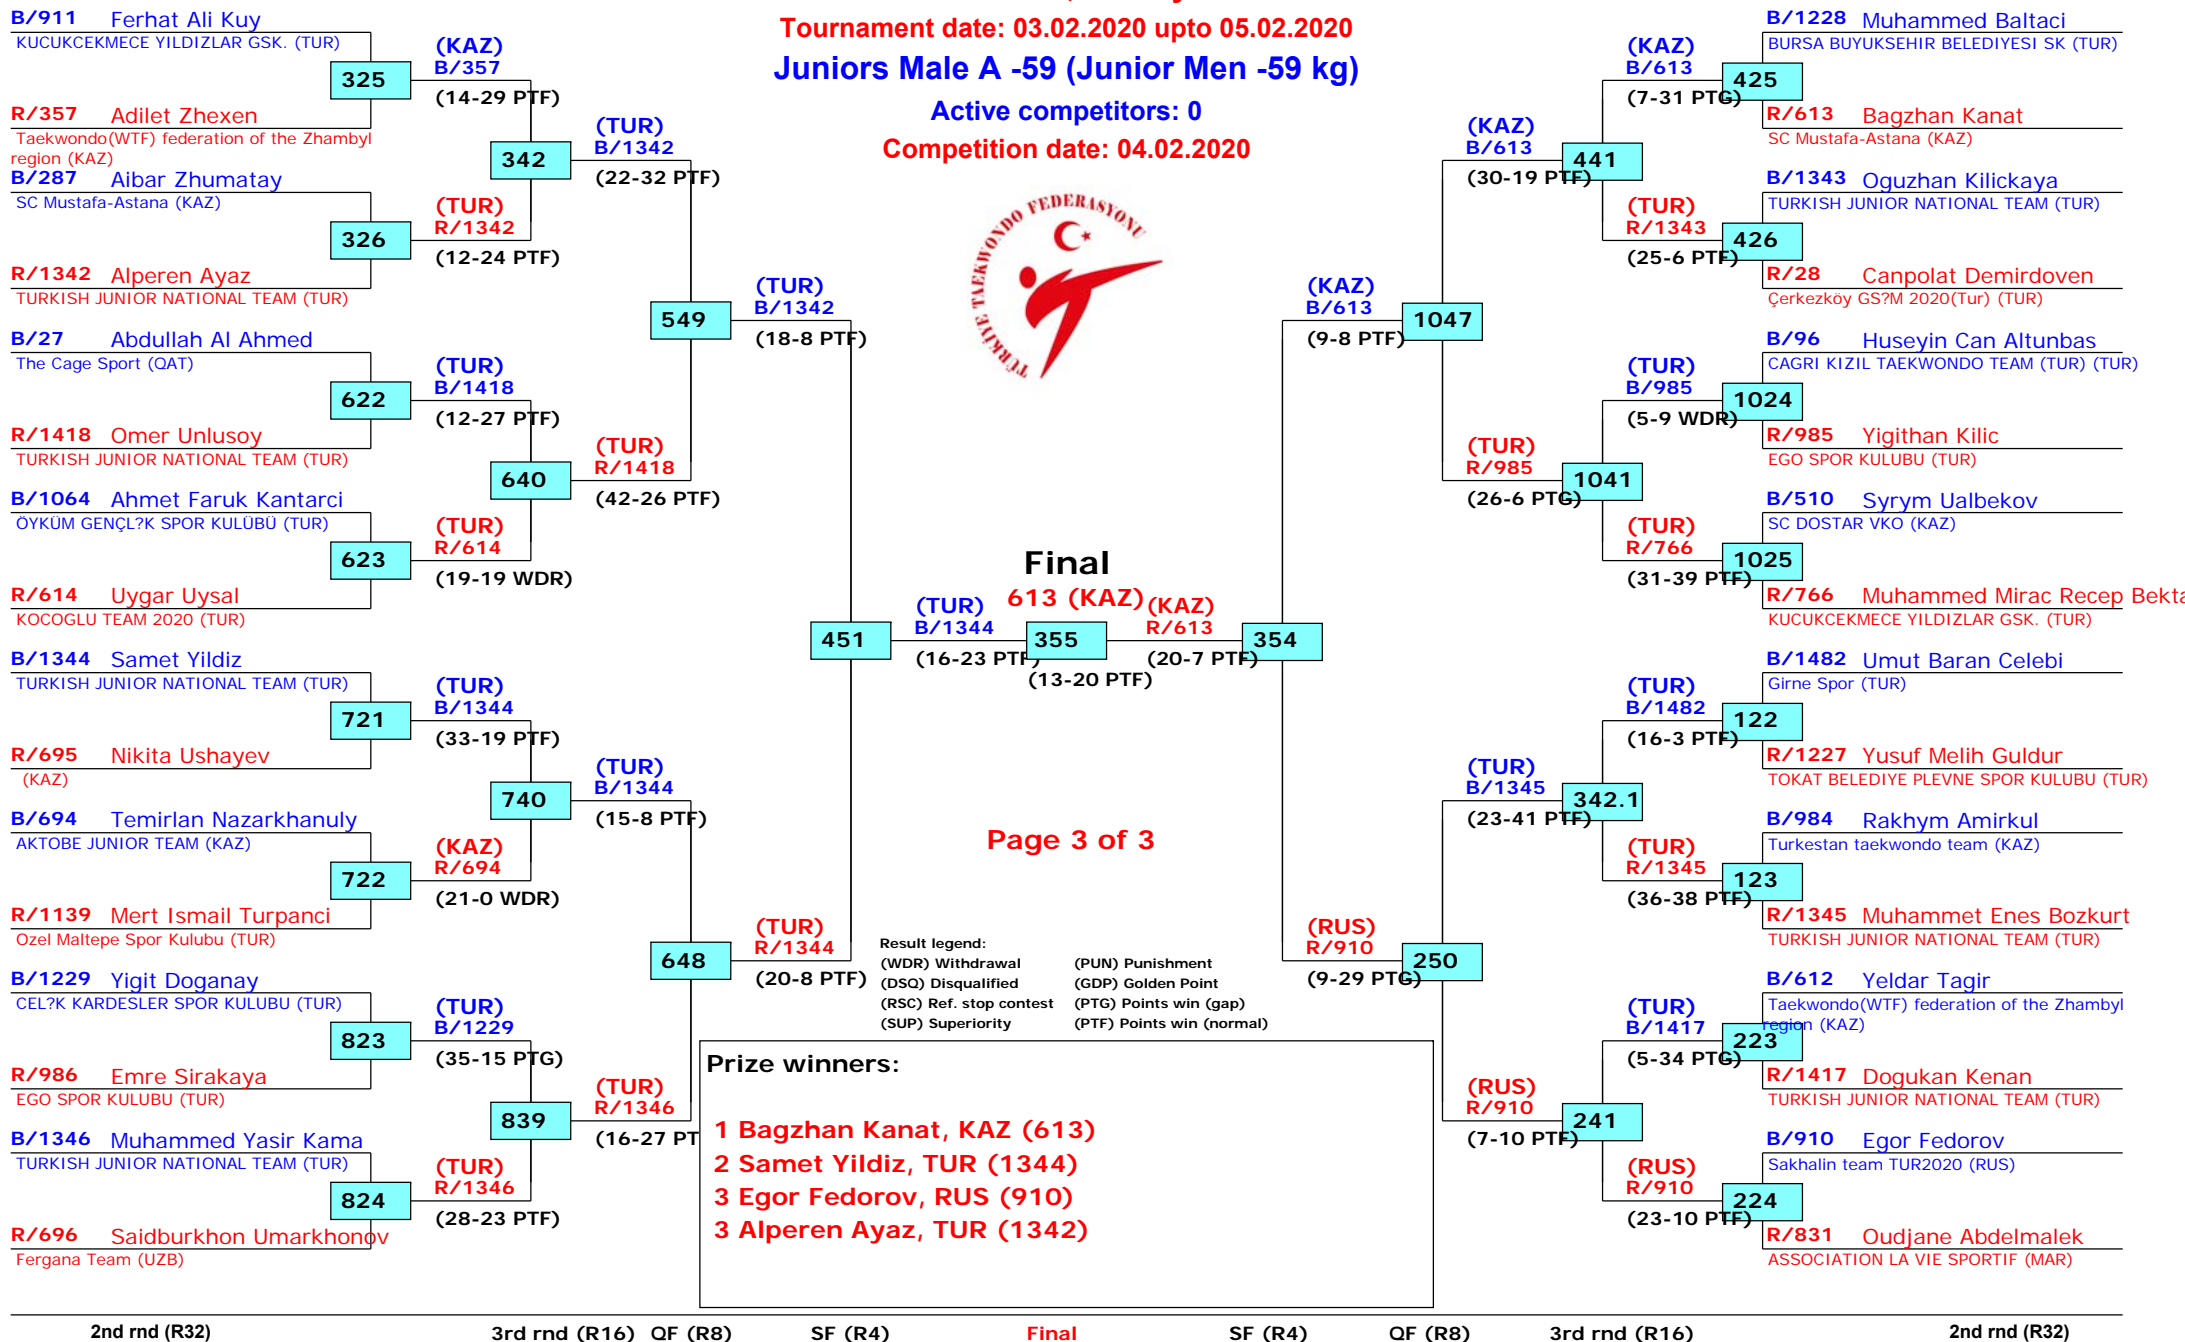 Tournament date: 03.02.2020 upto 05.02.2020
Juniors Male A -59 (Junior Men -59 kg)
Active competitors: 0
Competition date: 04.02.2020
TÜRKİYE TAEKWONDO FEDERASYONU
B/911 Ferhat Ali Kuy
KUCUKCEKMECE YILDIZLAR GSK. (TUR)
325
R/357 Adilet Zhexen
Taekwondo(WTF) federation of the Zhambyl
region (KAZ)
B/287 Aibar Zhumatay
SC Mustafa-Astana (KAZ)
326
R/1342 Alperen Ayaz
TURKISH JUNIOR NATIONAL TEAM (TUR)
B/27 Abdullah Al Ahmed
The Cage Sport (QAT)
622
R/1418 Omer Unlusoy
TURKISH JUNIOR NATIONAL TEAM (TUR)
B/1064 Ahmet Faruk Kantarci
ÖYKÜM GENÇL?K SPOR KULÜBÜ (TUR)
623
R/614 Uygar Uysal
KOCOGLU TEAM 2020 (TUR)
B/1344 Samet Yildiz
TURKISH JUNIOR NATIONAL TEAM (TUR)
721
R/695 Nikita Ushayev
(KAZ)
B/694 Temirlan Nazarkhanuly
AKTOBE JUNIOR TEAM (KAZ)
722
R/1139 Mert Ismail Turpanci
Ozel Maltepe Spor Kulubu (TUR)
B/1229 Yigit Doganay
CEL?K KARDESLER SPOR KULUBU (TUR)
823
R/986 Emre Sirakaya
EGO SPOR KULUBU (TUR)
B/1346 Muhammed Yasir Kama
TURKISH JUNIOR NATIONAL TEAM (TUR)
824
R/696 Saidburkhon Umarkhonov
Fergana Team (UZB)
(KAZ)
B/357
(14-29 PTF)
342
(TUR)
R/1342
(12-24 PTF)
(TUR)
B/1418
(12-27 PTF)
640
(TUR)
R/614
(19-19 WDR)
(TUR)
B/1344
(33-19 PTF)
740
(KAZ)
R/694
(21-0 WDR)
(TUR)
B/1229
(35-15 PTG)
839
(TUR)
R/1346
(28-23 PTF)
(TUR)
B/1342
(22-32 PTF)
549
(TUR)
R/1418
(42-26 PTF)
(TUR)
B/1344
(15-8 PTF)
648
(TUR)
R/1346
(16-27 PT
(TUR)
B/1342
(18-8 PTF)
451
(TUR)
R/1344
(20-8 PTF)
Final
613 (KAZ)
(TUR)
B/1344
(16-23 PTF)
355
(13-20 PTF)
(KAZ)
R/613
(20-7 PTF)
354
Page 3 of 3
(KAZ)
B/613
(9-8 PTF)
1047
(RUS)
R/910
(9-29 PTG)
250
(KAZ)
B/613
(30-19 PTF)
441
(TUR)
R/985
(26-6 PTG)
1041
(TUR)
B/1345
(23-41 PTF)
342.1
(RUS)
R/910
(7-10 PTF)
241
(KAZ)
B/613
(7-31 PTG)
(TUR)
R/1343
(25-6 PTF)
(TUR)
B/985
(5-9 WDR)
(TUR)
R/766
(31-39 PTF)
(TUR)
B/1482
(16-3 PTF)
(TUR)
R/1345
(36-38 PTF)
(TUR)
B/1417
(5-34 PTG)
(RUS)
R/910
(23-10 PTF)
B/1228 Muhammed Baltaci
BURSA BUYUKSEHIR BELEDIYESI SK (TUR)
425
R/613 Bagzhan Kanat
SC Mustafa-Astana (KAZ)
B/1343 Oguzhan Kilickaya
TURKISH JUNIOR NATIONAL TEAM (TUR)
426
R/28 Canpolat Demirdoven
Çerkezköy GS?M 2020(Tur) (TUR)
B/96 Huseyin Can Altunbas
CAGRI KIZIL TAEKWONDO TEAM (TUR) (TUR)
1024
R/985 Yigithan Kilic
EGO SPOR KULUBU (TUR)
B/510 Syrym Ualbekov
SC DOSTAR VKO (KAZ)
1025
R/766 Muhammed Mirac Recep Bekta
KUCUKCEKMECE YILDIZLAR GSK. (TUR)
B/1482 Umut Baran Celebi
Girne Spor (TUR)
122
R/1227 Yusuf Melih Guldur
TOKAT BELEDIYE PLEVNE SPOR KULUBU (TUR)
B/984 Rakhym Amirkul
Turkestan taekwondo team (KAZ)
123
R/1345 Muhammet Enes Bozkurt
TURKISH JUNIOR NATIONAL TEAM (TUR)
B/612 Yeldar Tagir
Taekwondo(WTF) federation of the Zhambyl
region (KAZ)
223
R/1417 Dogukan Kenan
TURKISH JUNIOR NATIONAL TEAM (TUR)
B/910 Egor Fedorov
Sakhalin team TUR2020 (RUS)
224
R/831 Oudjane Abdelmalek
ASSOCIATION LA VIE SPORTIF (MAR)
Result legend:
(WDR) Withdrawal (PUN) Punishment
(DSQ) Disqualified (GDP) Golden Point
(RSC) Ref. stop contest (PTG) Points win (gap)
(SUP) Superiority (PTF) Points win (normal)
Prize winners:
1 Bagzhan Kanat, KAZ (613)
2 Samet Yildiz, TUR (1344)
3 Egor Fedorov, RUS (910)
3 Alperen Ayaz, TUR (1342)
2nd rnd (R32) 3rd rnd (R16) QF (R8) SF (R4) Final SF (R4) QF (R8) 3rd rnd (R16) 2nd rnd (R32)